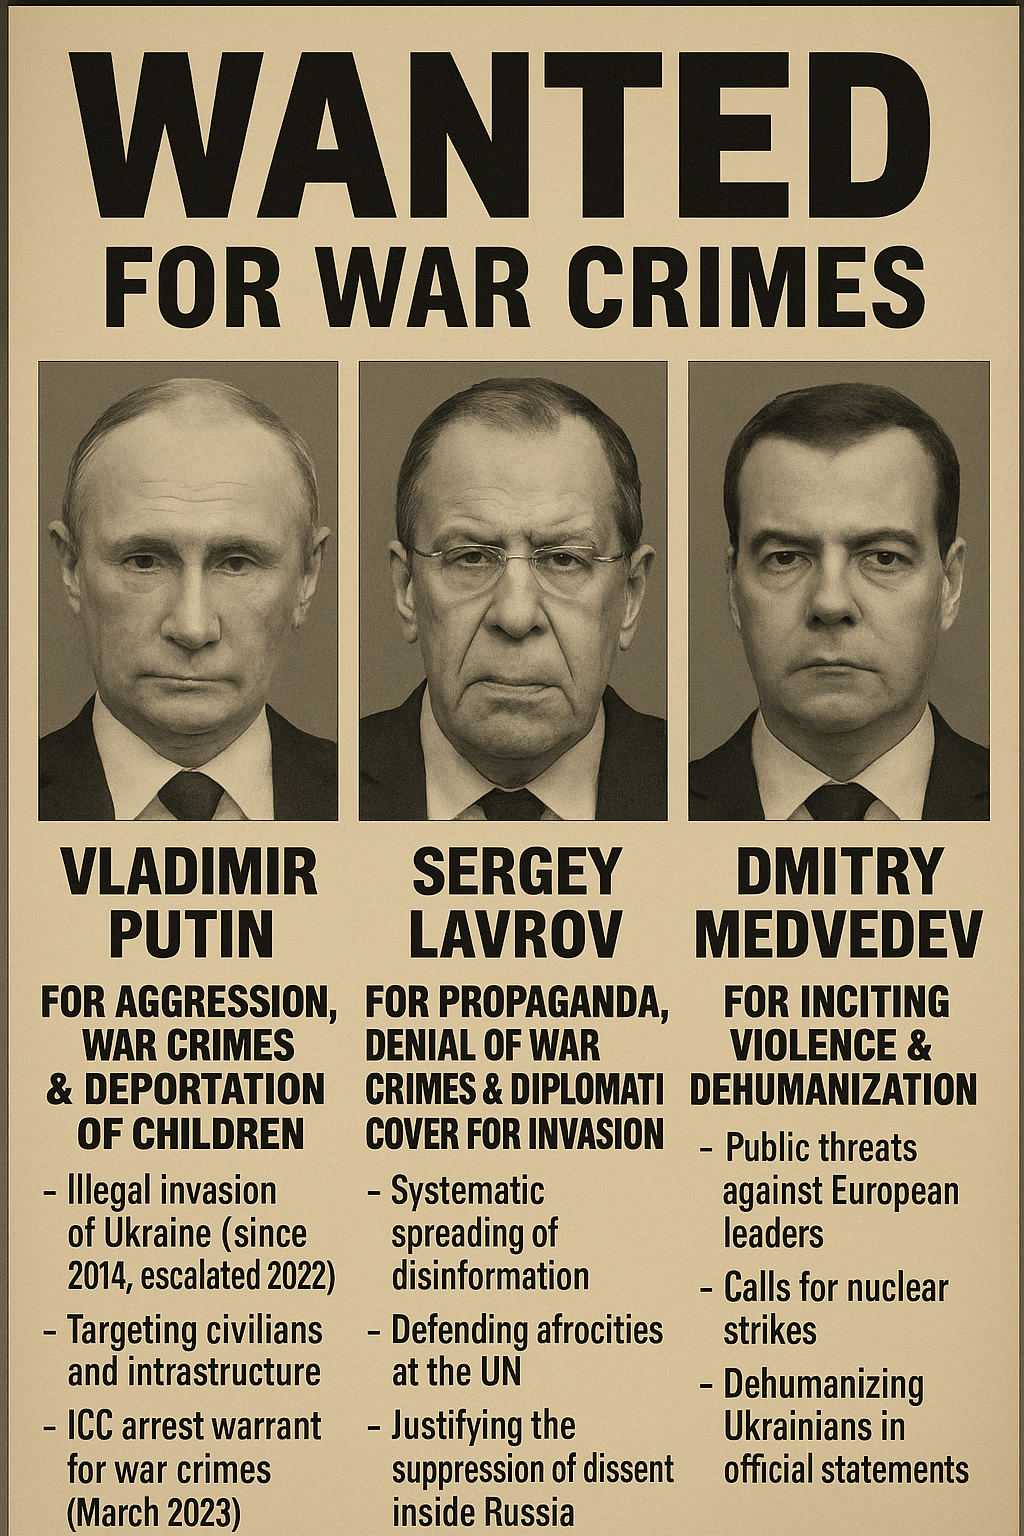 WANTED
FOR WAR CRIMES
VLADIMIR
PUTIN
FOR AGGRESSION,
WAR CRIMES
& DEPORTATION
OF CHILDREN
– Illegal invasion
of Ukraine (since
2014, escalated 2022)
– Targeting civilians
and intrastructure
– ICC arrest warrant
for war crimes
(March 2023)
SERGEY
LAVROV
FOR PROPAGANDA,
DENIAL OF WAR
CRIMES & DIPLOMATI
COVER FOR INVASION
– Systematic
spreading of
disinformation
– Defending afrocities
at the UN
– Justifying the
suppression of dissent
inside Russia
DMITRY
MEDVEDEV
FOR INCITING
VIOLENCE &
DEHUMANIZATION
– Public threats
against European
leaders
– Calls for nuclear
strikes
– Dehumanizing
Ukrainians in
official statements